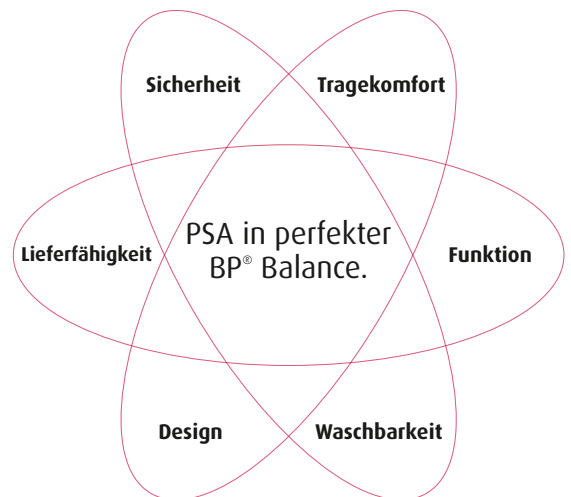 Sicherheit
Tragekomfort
PSA in perfekter
BP® Balance.
Lieferfähigkeit
Funktion
Design
Waschbarkeit